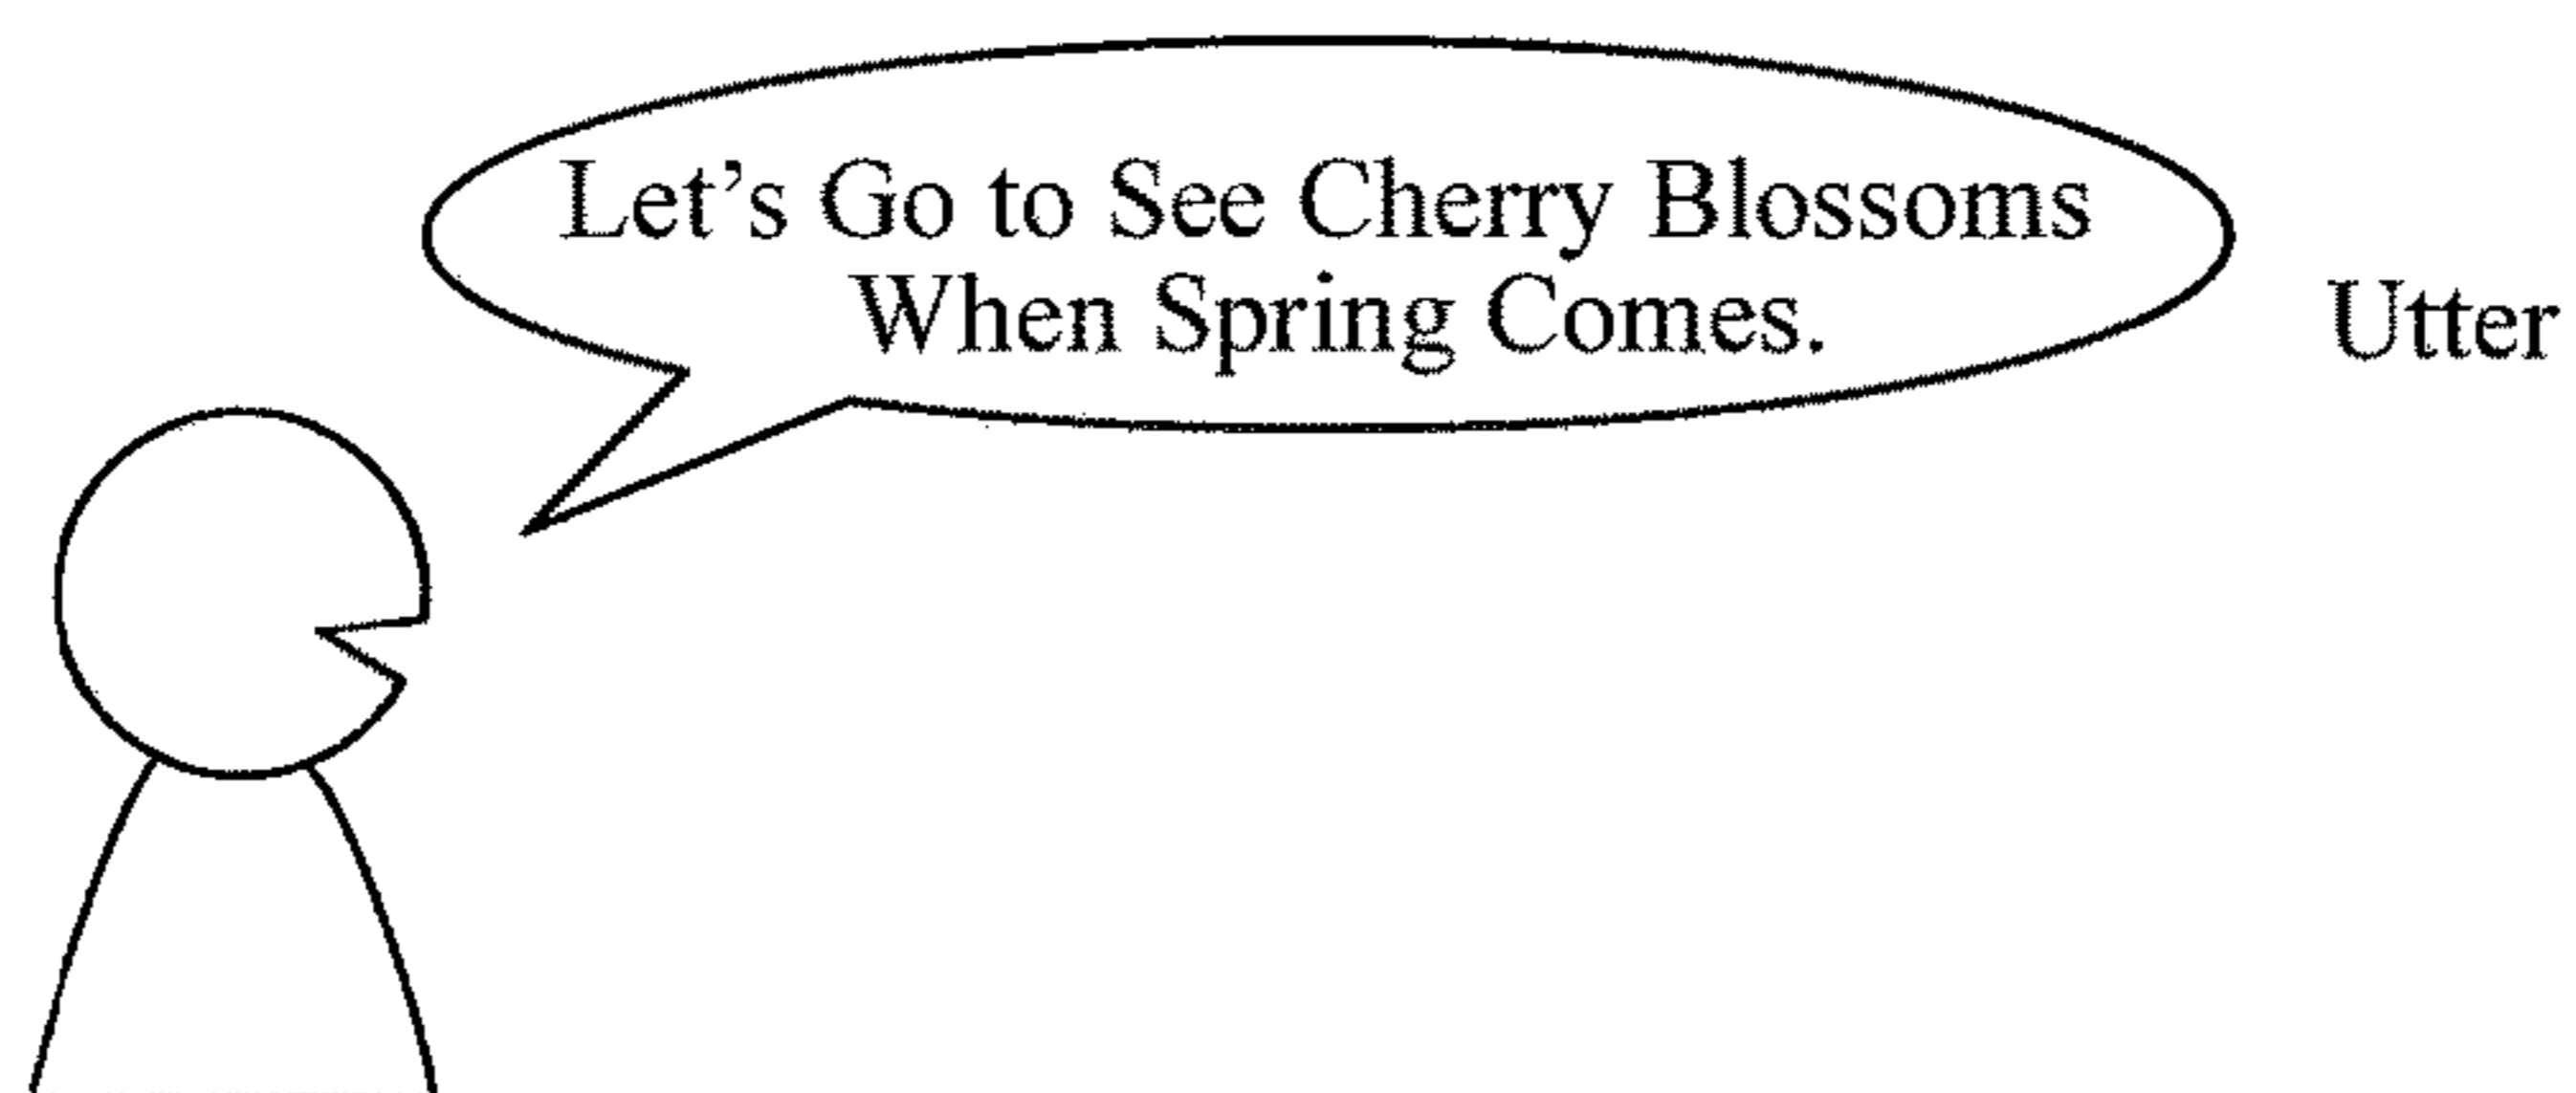 Let’s Go to See Cherry Blossoms
When Spring Comes.
Utter